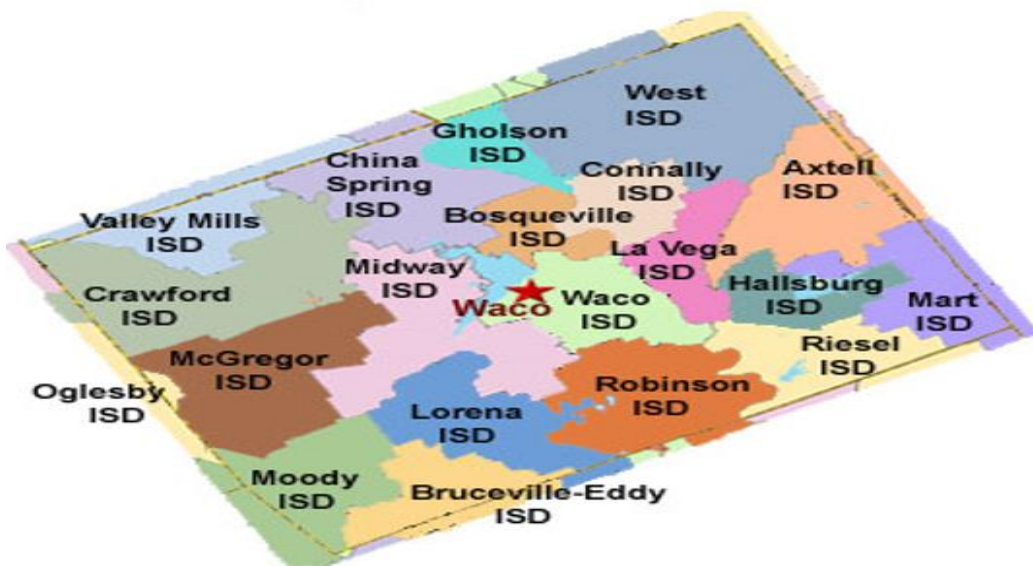 West
ISD
Gholson
ISD
China
Spring
ISD
Connally
ISD
Axtell
ISD
Valley Mills
ISD
Bosqueville
ISD
La Vega
ISD
Midway
ISD
Crawford
ISD
Waco
Waco
ISD
Hallsburg
ISD
Mart
ISD
McGregor
ISD
Riesel
ISD
Oglesby
ISD
Robinson
ISD
Lorena
ISD
Moody
ISD
Bruceville-Eddy
ISD